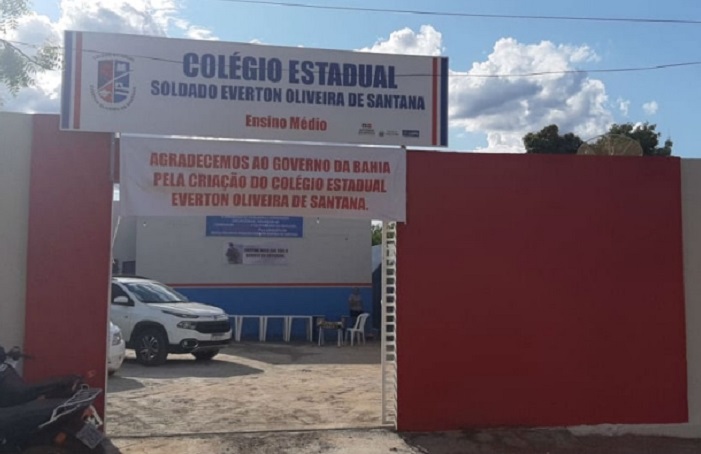 COLÉGIO ESTADUAL
SOLDADO EVERTON OLIVEIRA DE SANTANA
Ensino Médio
AGRADECEMOS AO GOVERNO DA BAHIA
PELA CRIAÇÃO DO COLÉGIO ESTADUAL
EVERTON OLIVEIRA DE SANTANA.